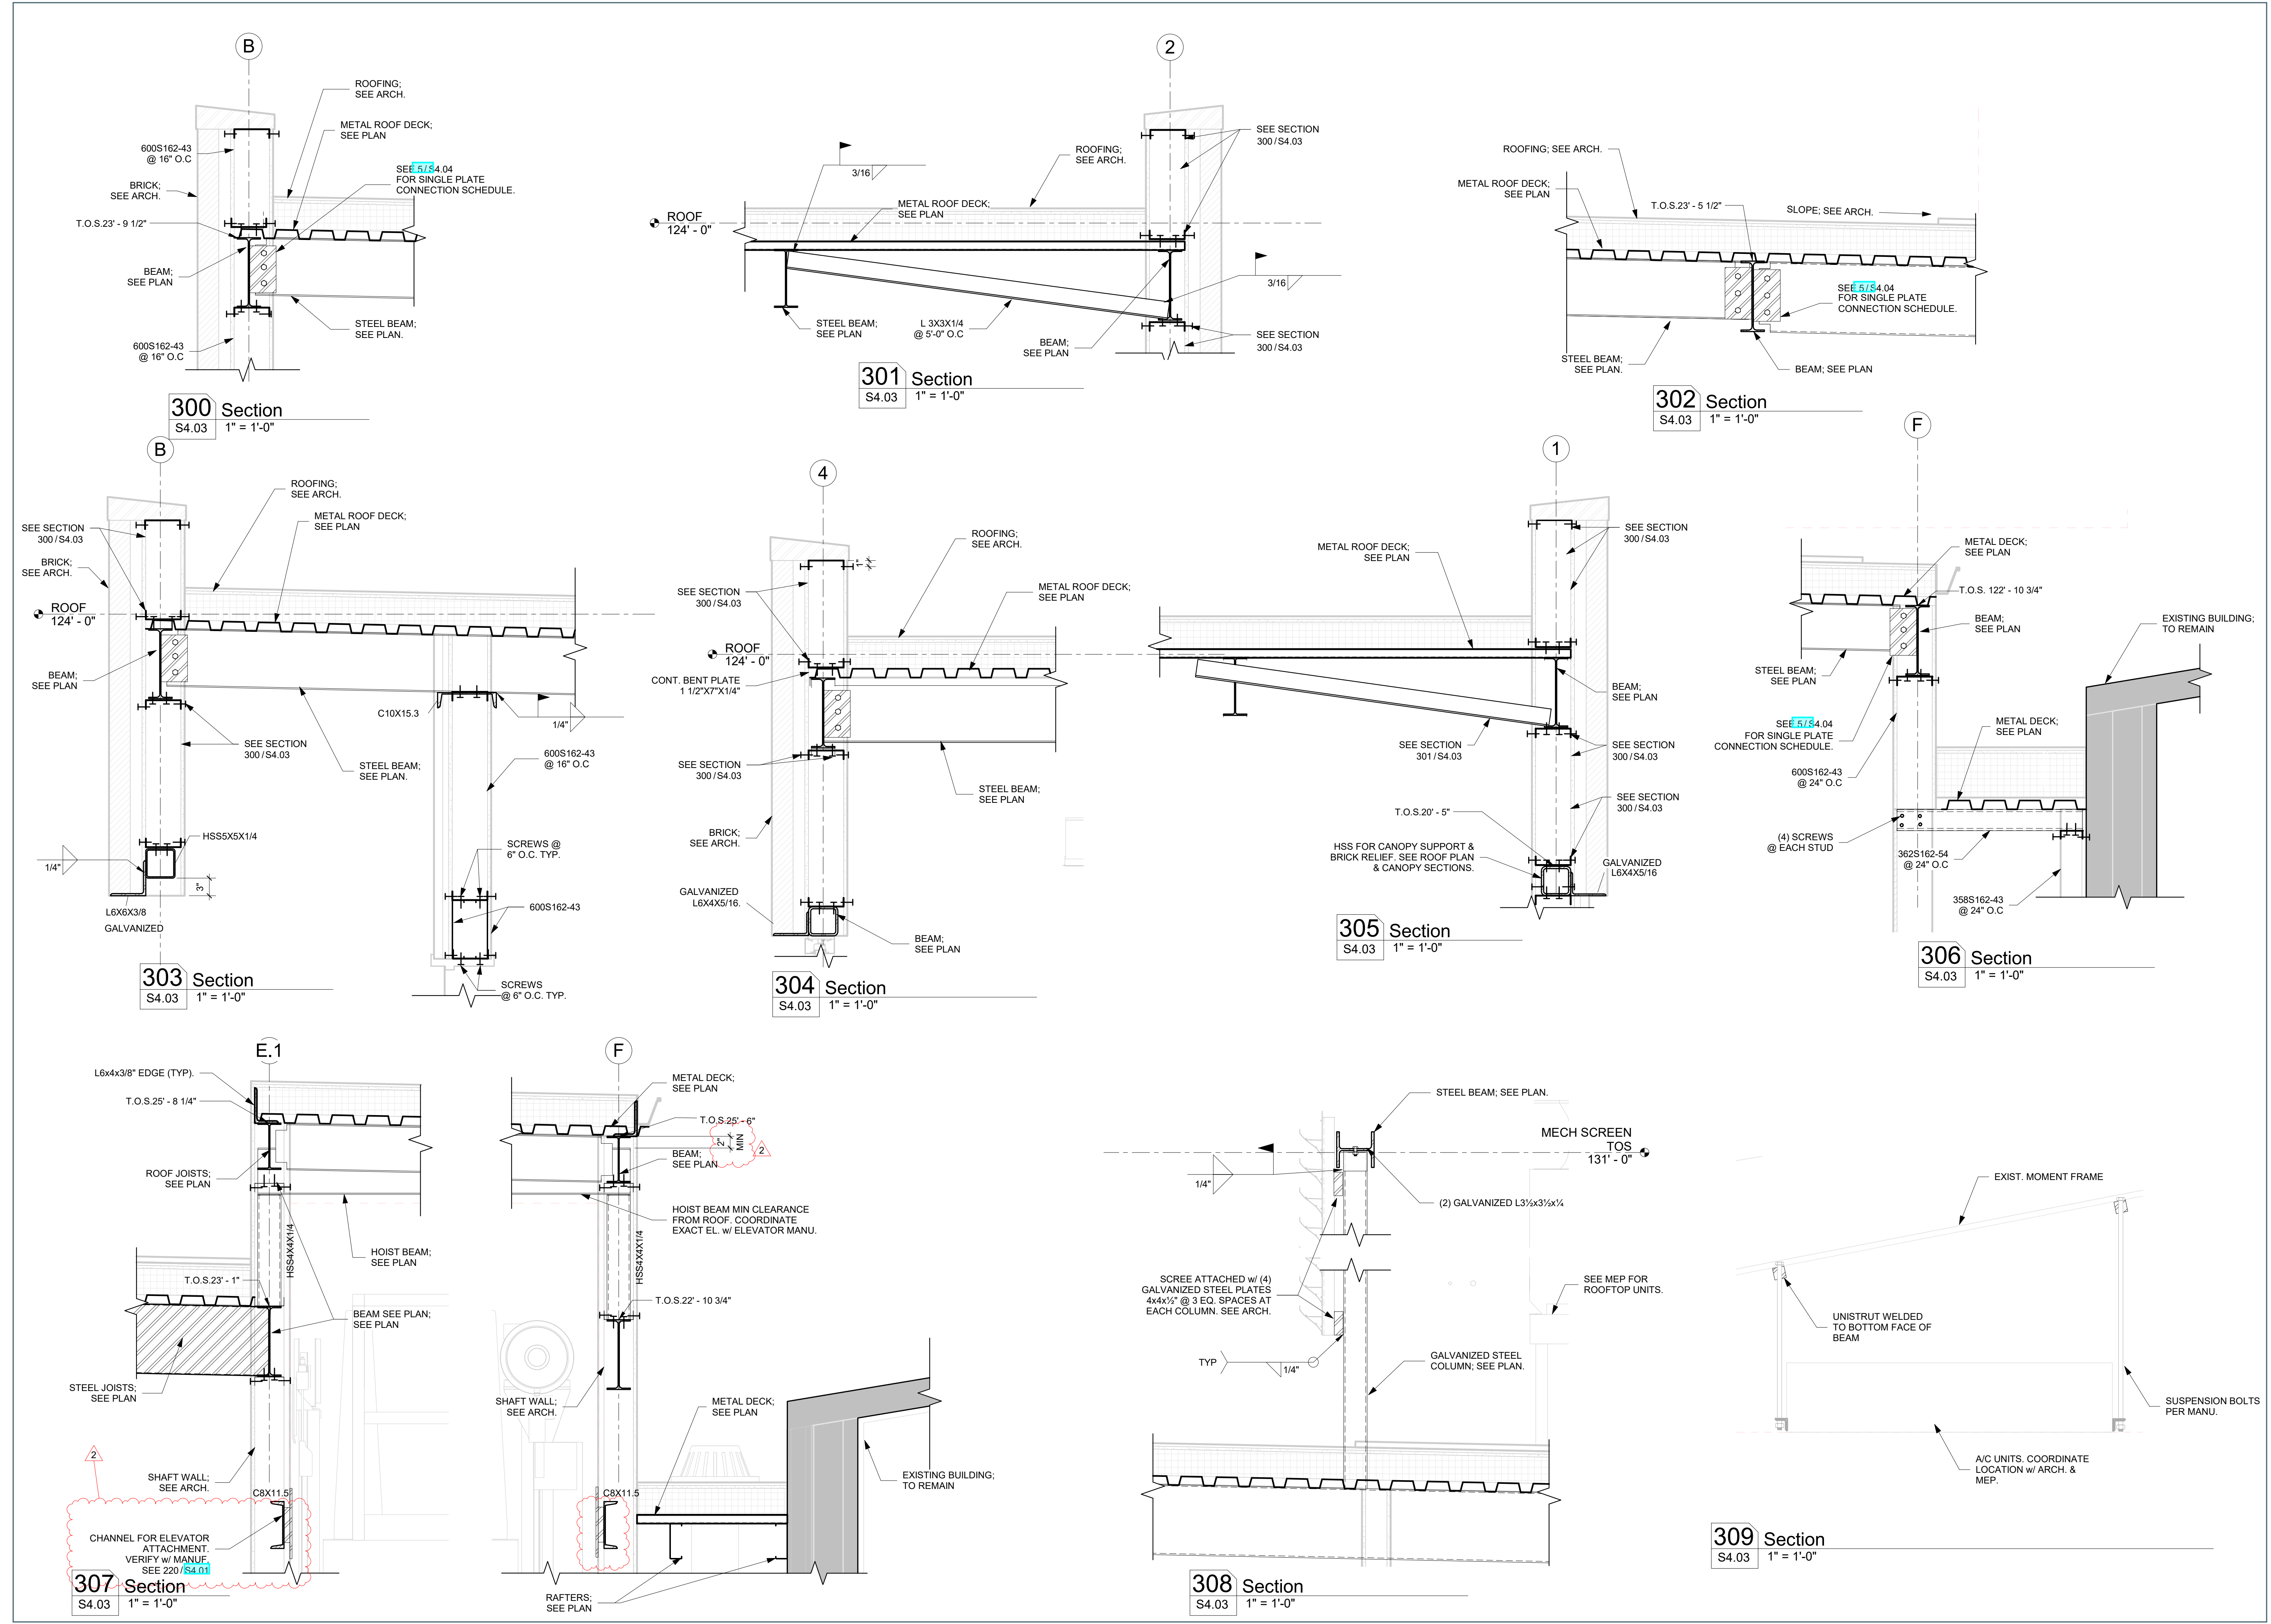 B
ROOFING;
SEE ARCH.
METAL ROOF DECK;
SEE PLAN
600S162-43
@ 16" O.C
SEE 5 / S4.04
FOR SINGLE PLATE
CONNECTION SCHEDULE.
BRICK;
SEE ARCH.
T.O.S.23' - 9 1/2"
BEAM;
SEE PLAN
STEEL BEAM;
SEE PLAN.
600S162-43
@ 16" O.C
300 Section
S4.03 1" = 1'-0"
2
SEE SECTION
300 / S4.03
3/16
ROOFING;
SEE ARCH.
METAL ROOF DECK;
SEE PLAN
ROOF
124' - 0"
3/16
STEEL BEAM;
SEE PLAN
L 3X3X1/4
@ 5'-0" O.C
BEAM;
SEE PLAN
SEE SECTION
300 / S4.03
301 Section
S4.03 1" = 1'-0"
ROOFING; SEE ARCH.
METAL ROOF DECK;
SEE PLAN
T.O.S.23' - 5 1/2"
SLOPE; SEE ARCH.
SEE 5 / S4.04
FOR SINGLE PLATE
CONNECTION SCHEDULE.
STEEL BEAM;
SEE PLAN.
BEAM; SEE PLAN
302 Section
S4.03 1" = 1'-0"
B
ROOFING;
SEE ARCH.
METAL ROOF DECK;
SEE PLAN
SEE SECTION
300 / S4.03
BRICK;
SEE ARCH.
ROOF
124' - 0"
BEAM;
SEE PLAN
C10X15.3
1/4"
SEE SECTION
300 / S4.03
600S162-43
@ 16" O.C
STEEL BEAM;
SEE PLAN.
HSS5X5X1/4
1/4"
3"
SCREWS @
6" O.C. TYP.
L6X6X3/8
GALVANIZED
600S162-43
SCREWS
@ 6" O.C. TYP.
303 Section
S4.03 1" = 1'-0"
4
ROOFING;
SEE ARCH.
1"
METAL ROOF DECK;
SEE PLAN
SEE SECTION
300 / S4.03
ROOF
124' - 0"
CONT. BENT PLATE
1 1/2"X7"X1/4"
SEE SECTION
300 / S4.03
STEEL BEAM;
SEE PLAN
BRICK;
SEE ARCH.
GALVANIZED
L6X4X5/16.
BEAM;
SEE PLAN
304 Section
S4.03 1" = 1'-0"
1
SEE SECTION
300 / S4.03
METAL ROOF DECK;
SEE PLAN
BEAM;
SEE PLAN
SEE SECTION
301 / S4.03
SEE SECTION
300 / S4.03
T.O.S.20' - 5"
SEE SECTION
300 / S4.03
HSS FOR CANOPY SUPPORT &
BRICK RELIEF. SEE ROOF PLAN
& CANOPY SECTIONS.
GALVANIZED
L6X4X5/16
305 Section
S4.03 1" = 1'-0"
F
METAL DECK;
SEE PLAN
T.O.S. 122' - 10 3/4"
BEAM;
SEE PLAN
EXISTING BUILDING;
TO REMAIN
STEEL BEAM;
SEE PLAN
SEE 5 / S4.04
FOR SINGLE PLATE
CONNECTION SCHEDULE.
METAL DECK;
SEE PLAN
600S162-43
@ 24" O.C
(4) SCREWS
@ EACH STUD
362S162-54
@ 24" O.C
358S162-43
@ 24" O.C
306 Section
S4.03 1" = 1'-0"
E.1
L6x4x3/8" EDGE (TYP).
T.O.S.25' - 8 1/4"
ROOF JOISTS;
SEE PLAN
HSS4X4X1/4
HOIST BEAM;
SEE PLAN
T.O.S.23' - 1"
BEAM SEE PLAN;
SEE PLAN
STEEL JOISTS;
SEE PLAN
2
SHAFT WALL;
SEE ARCH.
C8X11.5
CHANNEL FOR ELEVATOR
ATTACHMENT.
VERIFY w/ MANUF.
SEE 220 / S4.01
307 Section
S4.03 1" = 1'-0"
F
METAL DECK;
SEE PLAN
T.O.S.25' - 6"
2"
MIN
2
BEAM;
SEE PLAN
HOIST BEAM MIN CLEARANCE
FROM ROOF. COORDINATE
EXACT EL. w/ ELEVATOR MANU.
HSS4X4X1/4
T.O.S.22' - 10 3/4"
SHAFT WALL;
SEE ARCH.
METAL DECK;
SEE PLAN
EXISTING BUILDING;
TO REMAIN
C8X11.5
RAFTERS;
SEE PLAN
STEEL BEAM; SEE PLAN.
MECH SCREEN
TOS
131' - 0"
1/4"
(2) GALVANIZED L3½x3½x¼
SCREE ATTACHED w/ (4)
GALVANIZED STEEL PLATES
4x4x½" @ 3 EQ. SPACES AT
EACH COLUMN. SEE ARCH.
SEE MEP FOR
ROOFTOP UNITS.
TYP
1/4"
GALVANIZED STEEL
COLUMN; SEE PLAN.
308 Section
S4.03 1" = 1'-0"
EXIST. MOMENT FRAME
UNISTRUT WELDED
TO BOTTOM FACE OF
BEAM
SUSPENSION BOLTS
PER MANU.
A/C UNITS. COORDINATE
LOCATION w/ ARCH. &
MEP.
309 Section
S4.03 1" = 1'-0"